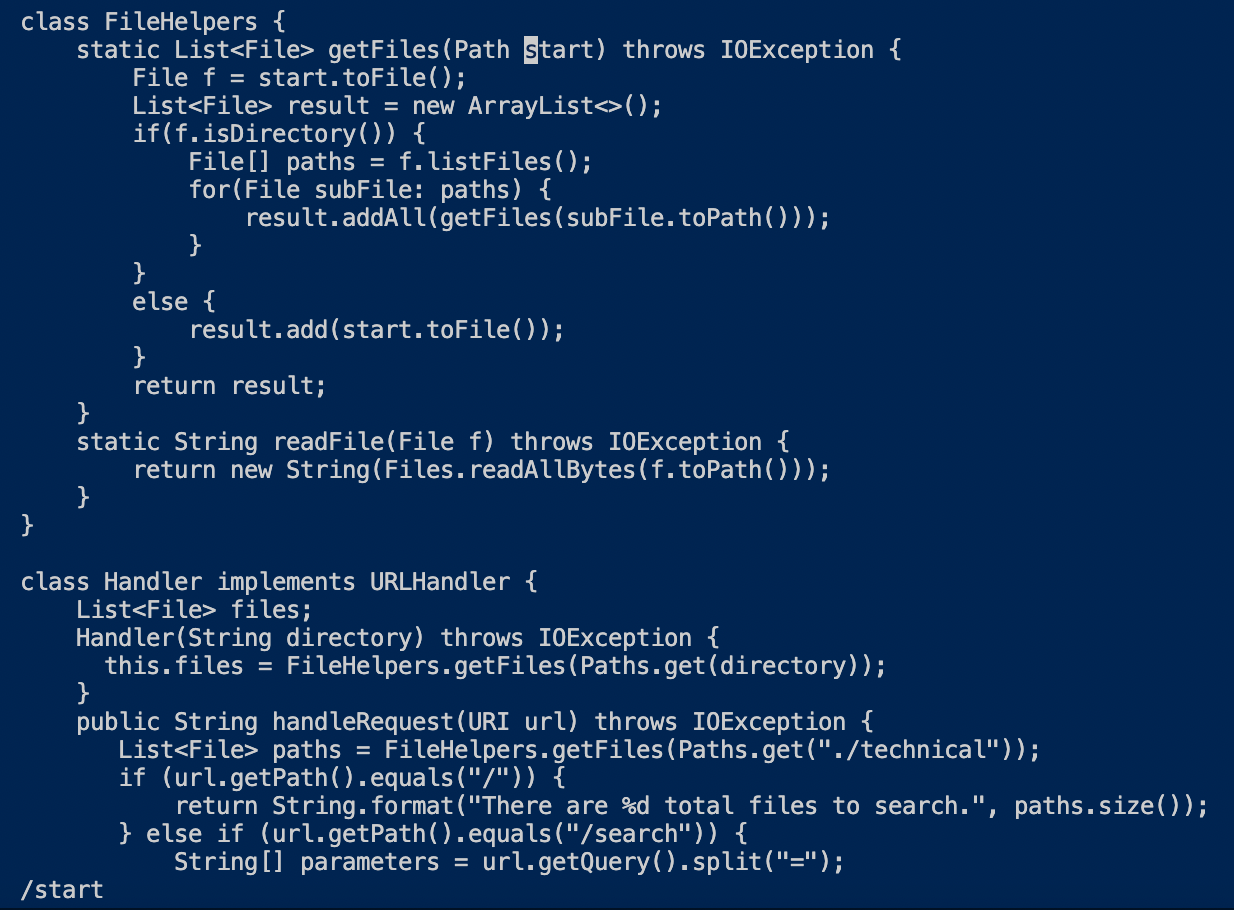 class FileHelpers {
    static List<File> getFiles(Path start) throws IOException {
        File f = start.toFile();
        List<File> result = new ArrayList<>();
        if(f.isDirectory()) {
            File[] paths = f.listFiles();
            for(File subFile: paths) {
                result.addAll(getFiles(subFile.toPath()));
            }
        }
        else {
            result.add(start.toFile());
        }
        return result;
    }
    static String readFile(File f) throws IOException {
        return new String(Files.readAllBytes(f.toPath()));
    }
}

class Handler implements URLHandler {
    List<File> files;
    Handler(String directory) throws IOException {
      this.files = FileHelpers.getFiles(Paths.get(directory));
    }
    public String handleRequest(URI url) throws IOException {
       List<File> paths = FileHelpers.getFiles(Paths.get("./technical"));
       if (url.getPath().equals("/")) {
           return String.format("There are %d total files to search.", paths.size());
       } else if (url.getPath().equals("/search")) {
           String[] parameters = url.getQuery().split("=");
/start